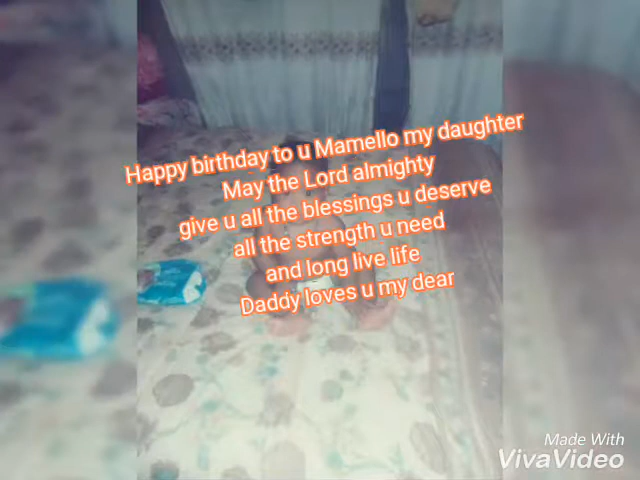 Happy birthday to u Mamello my daughter
May the Lord almighty
give u all the blessings u deserve
all the strength u need
and long live life
Daddy loves u my dear
Made With
VivaVideo